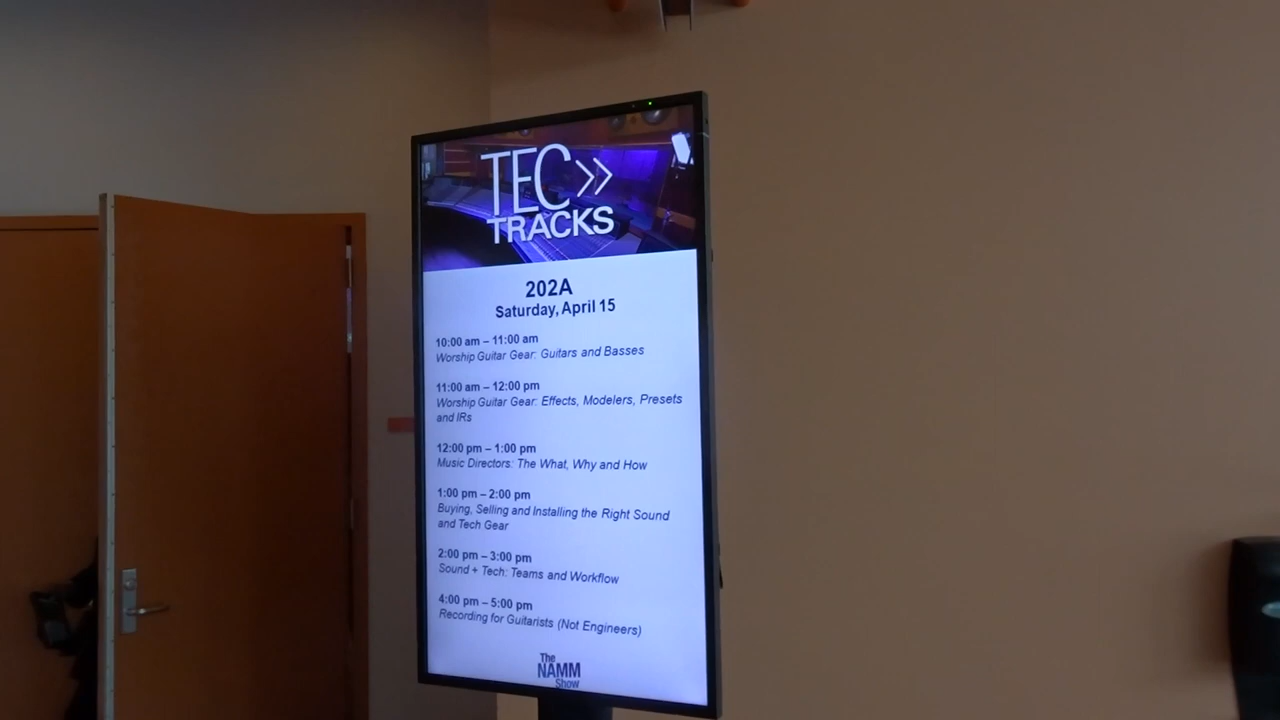 TEC>>
TRACKS
202A
Saturday, April 15
10:00 am – 11:00 am
Worship Guitar Gear: Guitars and Basses
11:00 am – 12:00 pm
Worship Guitar Gear: Effects, Modelers, Presets
and IRs
12:00 pm – 1:00 pm
Music Directors: The What, Why and How
1:00 pm – 2:00 pm
Buying, Selling and Installing the Right Sound
and Tech Gear
2:00 pm – 3:00 pm
Sound + Tech: Teams and Workflow
4:00 pm – 5:00 pm
Recording for Guitarists (Not Engineers)
The
NAMM
Show